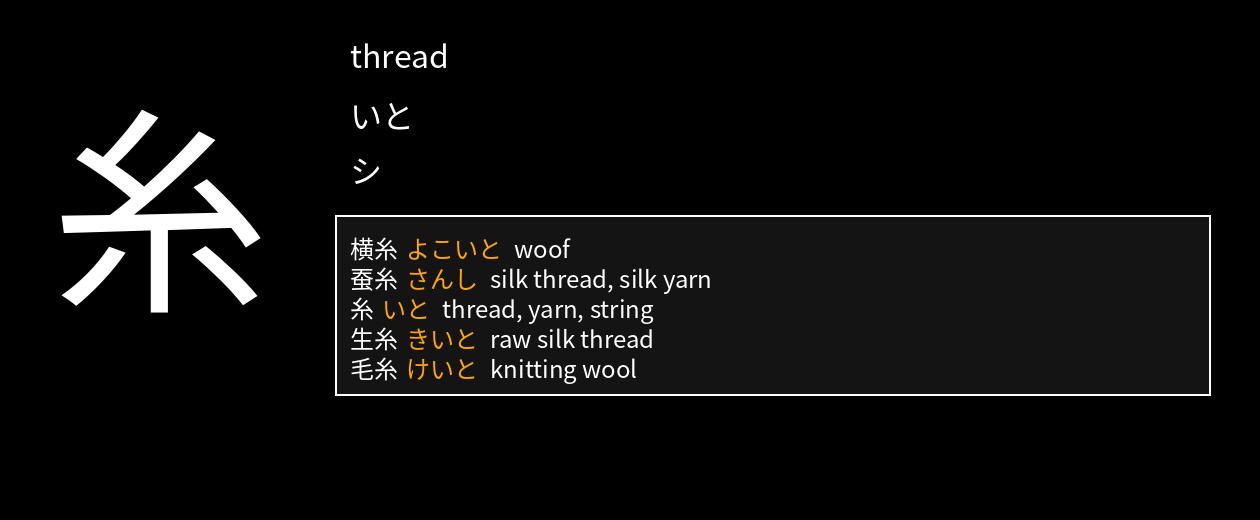 糸
thread
いと
シ
横糸 よこいと woof
蚕糸 さんし silk thread, silk yarn
糸 いと thread, yarn, string
生糸 きいと raw silk thread
毛糸 けいと knitting wool